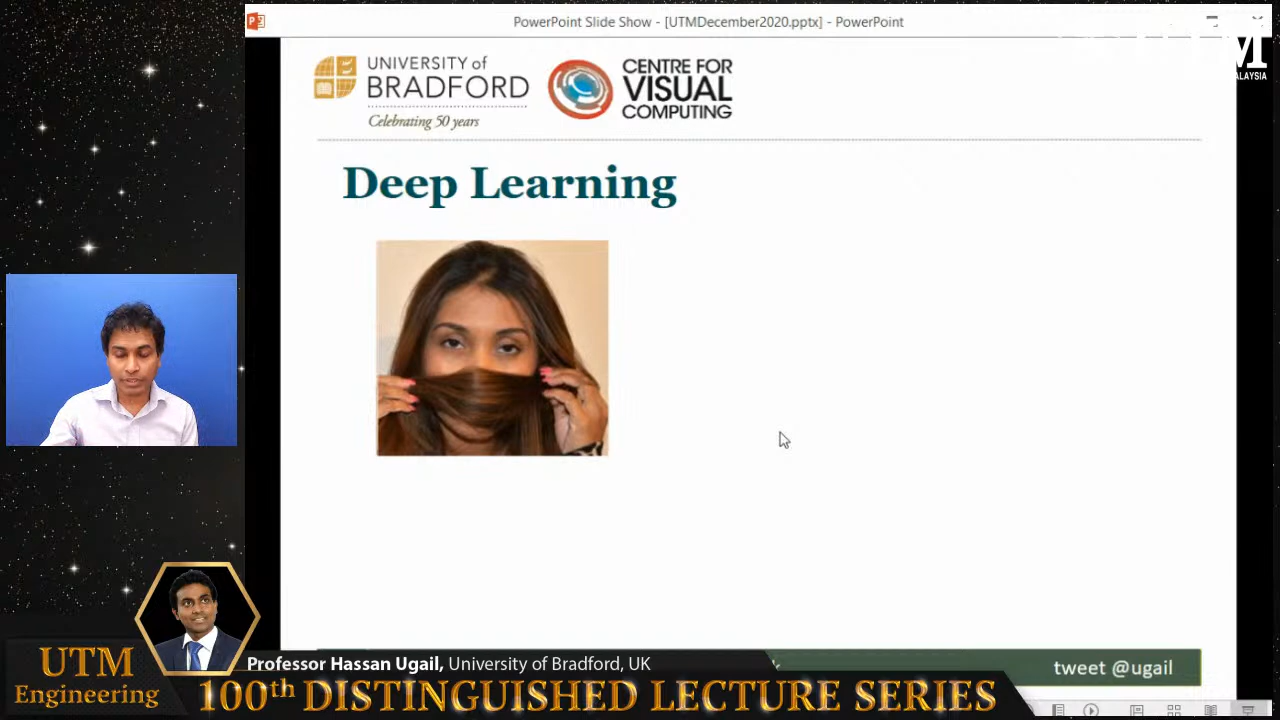 PowerPoint Slide Show - [UTMDecember2020.pptx] - PowerPoint
UNIVERSITY of
BRADFORD
Celebrating 50 years
CENTRE FOR
VISUAL
COMPUTING
ALAYSIA
Deep Learning
tweet @ugail
Professor Hassan Ugail, University of Bradford, UK
UTM
Engineering
100th DISTINGUISHED LECTURE SERIES